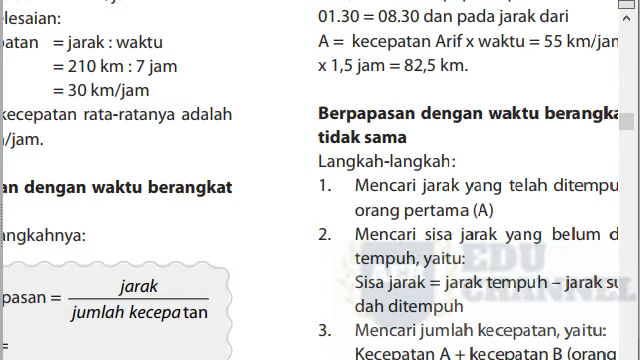 elesaian:
patan = jarak : waktu
= 210 km : 7 jam
= 30 km/jam
kecepatan rata-ratanya adalah
/jam.
an dengan waktu berangkat
angkahnya:
pasan = jarak
jumlah kecepatan
=
01.30 = 08.30 dan pada jarak dari
A = kecepatan Arif x waktu = 55 km/jam
x 1,5 jam = 82,5 km.
Berpapasan dengan waktu berangka
tidak sama
Langkah-langkah:
1. Mencari jarak yang telah ditempu
orang pertama (A)
2. Mencari sisa jarak yang belum d
tempuh, yaitu:
Sisa jarak = jarak tempuh – jarak su
dah ditempuh
3. Mencari jumlah kecepatan, yaitu:
Kecepatan A + kecepatan B (orang
EDU
CHANNEL